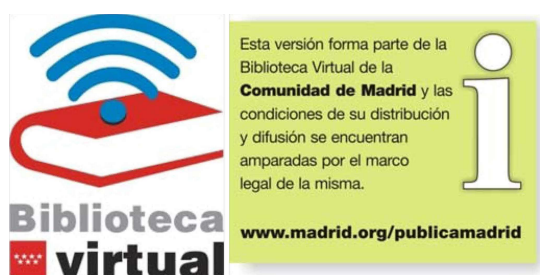 Biblioteca
virtual
Esta versión forma parte de la
Biblioteca Virtual de la
Comunidad de Madrid y las
condiciones de su distribución
y difusión se encuentran
amparadas por el marco
legal de la misma.
www.madrid.org/publicamadrid
i